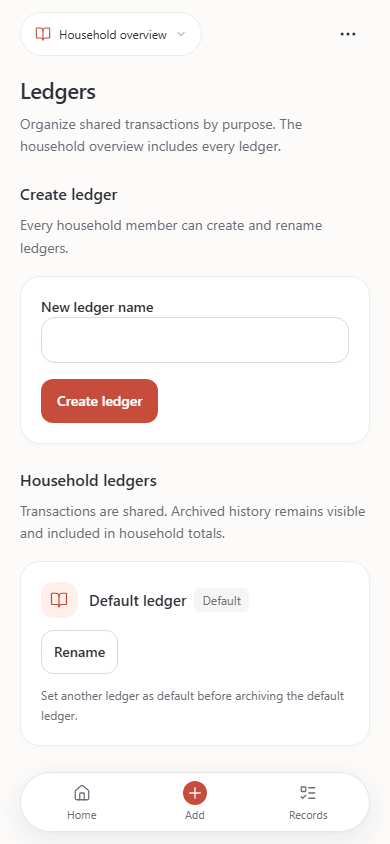 Household overview
Ledgers
Organize shared transactions by purpose. The
household overview includes every ledger.
Create ledger
Every household member can create and rename
ledgers.
New ledger name
Create ledger
Household ledgers
Transactions are shared. Archived history remains visible
and included in household totals.
Default ledger Default
Rename
Set another ledger as default before archiving the default
ledger.
Home Add Records